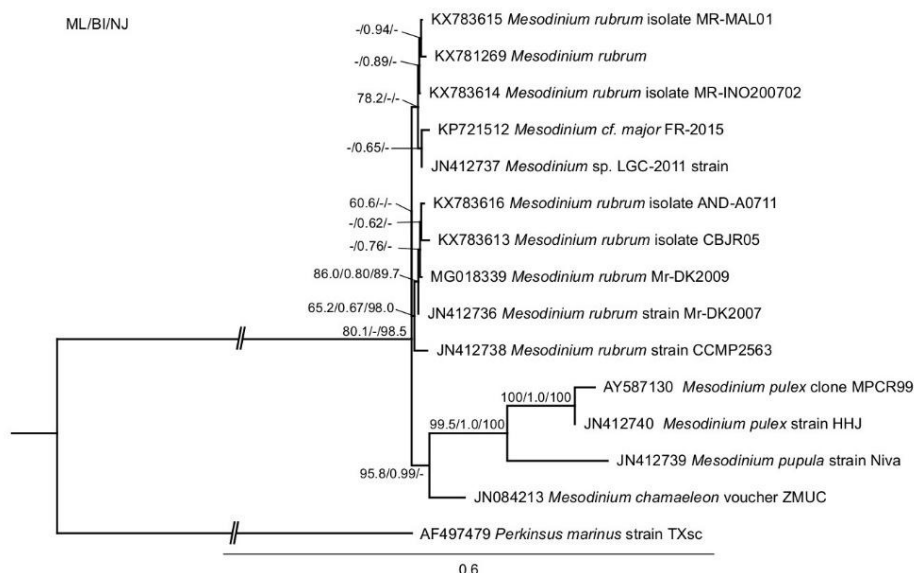 ML/BI/NJ
KX783615 Mesodinium rubrum isolate MR-MAL01
-/0.94/-
KX781269 Mesodinium rubrum
-/0.89/-
KX783614 Mesodinium rubrum isolate MR-INO200702
78.2/-/-
KP721512 Mesodinium cf. major FR-2015
-/0.65/-
JN412737 Mesodinium sp. LGC-2011 strain
60.6/-/-
KX783616 Mesodinium rubrum isolate AND-A0711
-/0.62/-
KX783613 Mesodinium rubrum isolate CBJR05
-/0.76/-
86.0/0.80/89.7
MG018339 Mesodinium rubrum Mr-DK2009
65.2/0.67/98.0
JN412736 Mesodinium rubrum strain Mr-DK2007
80.1/-/98.5
JN412738 Mesodinium rubrum strain CCMP2563
AY587130 Mesodinium pulex clone MPCR99
100/1.0/100
JN412740 Mesodinium pulex strain HHJ
99.5/1.0/100
JN412739 Mesodinium pupula strain Niva
95.8/0.99/-
JN084213 Mesodinium chamaeleon voucher ZMUC
AF497479 Perkinsus marinus strain TXsc
0.6